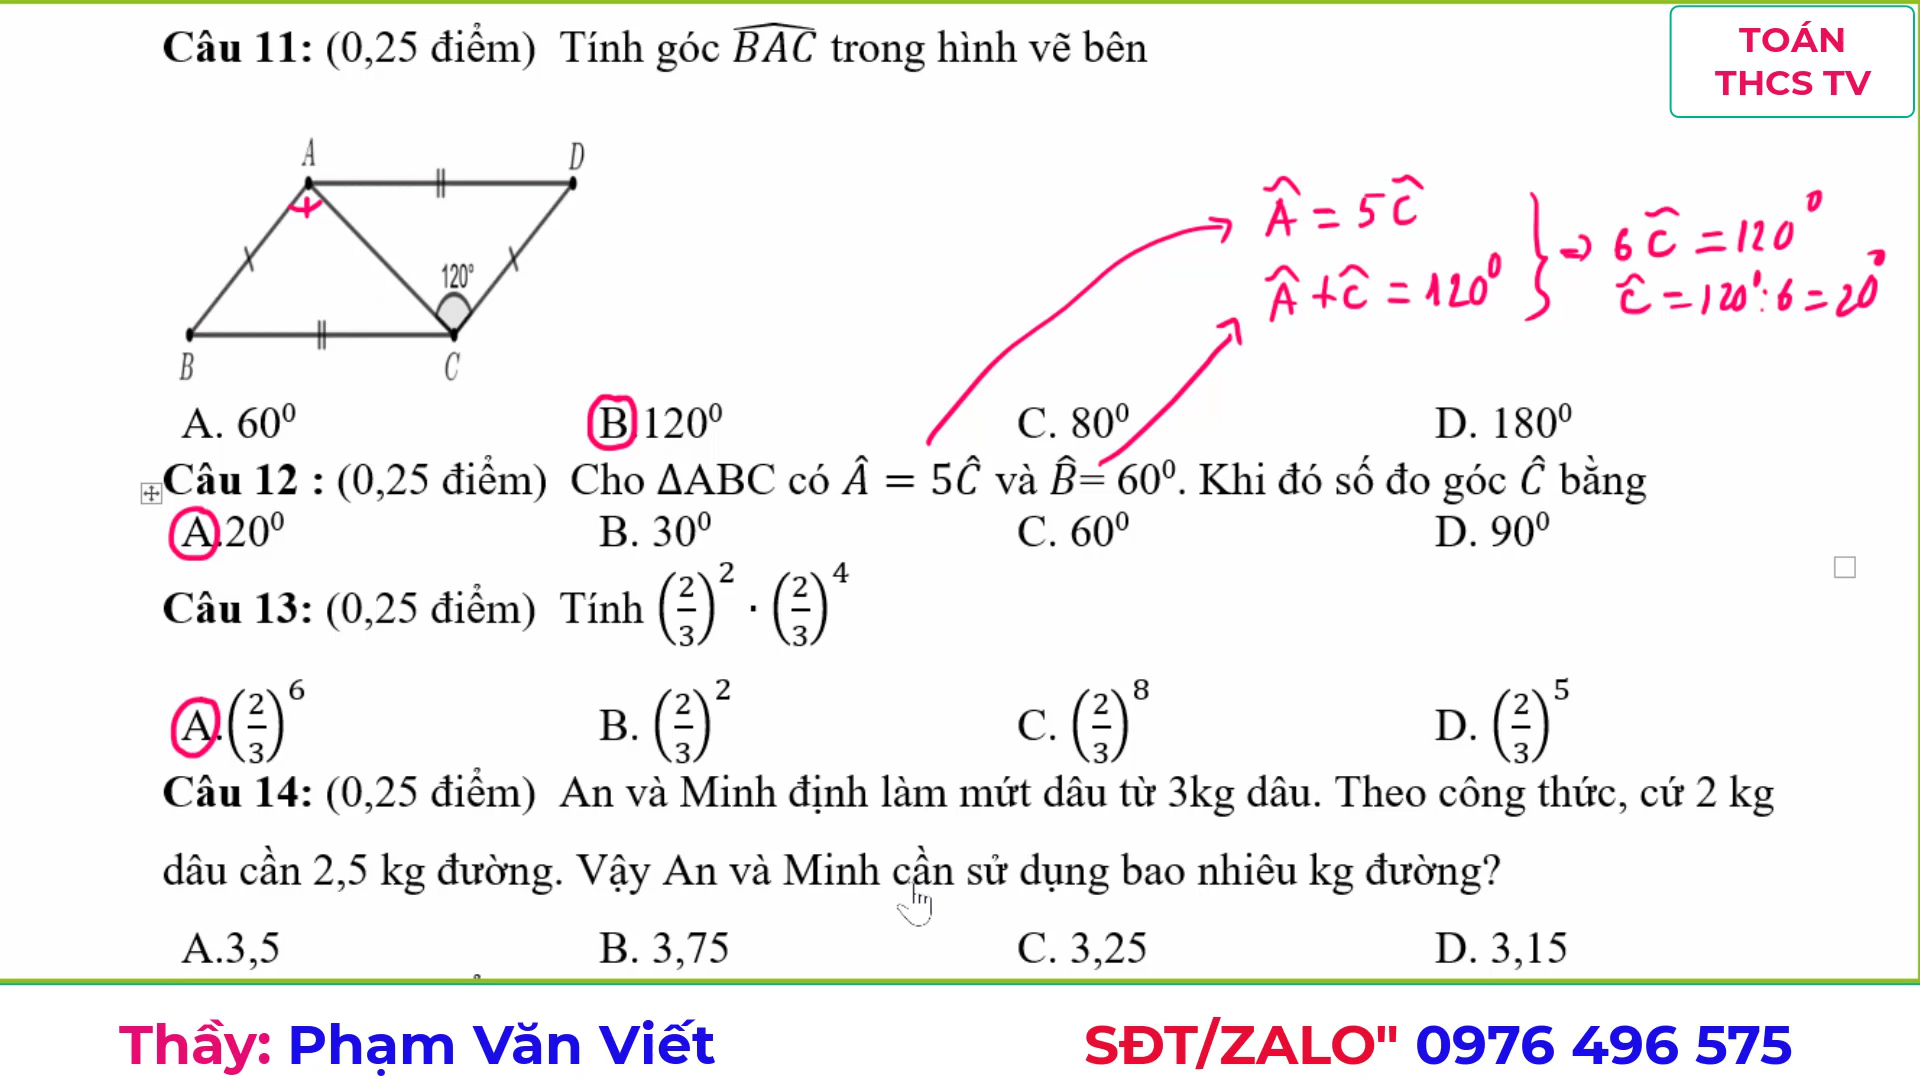 Câu 11: (0,25 điểm) Tính góc $\widehat{BAC}$ trong hình vẽ bên
TOÁN
THCS TV
A
D
120°
B
C
Â = 5Ĉ
Â + Ĉ = 120⁰
⇒ 6Ĉ = 120⁰
Ĉ = 120⁰ : 6 = 20⁰
A. 60⁰ B. 120⁰ C. 80⁰ D. 180⁰
Câu 12 : (0,25 điểm) Cho ΔABC có Â = 5Ĉ và B̂= 60⁰. Khi đó số đo góc Ĉ bằng
A.20⁰ B. 30⁰ C. 60⁰ D. 90⁰
Câu 13: (0,25 điểm) Tính (2/3)² · (2/3)⁴
A. (2/3)⁶ B. (2/3)² C. (2/3)⁸ D. (2/3)⁵
Câu 14: (0,25 điểm) An và Minh định làm mứt dâu từ 3kg dâu. Theo công thức, cứ 2 kg
dâu cần 2,5 kg đường. Vậy An và Minh cần sử dụng bao nhiêu kg đường?
A.3,5 B. 3,75 C. 3,25 D. 3,15
Thầy: Phạm Văn Viết SĐT/ZALO" 0976 496 575